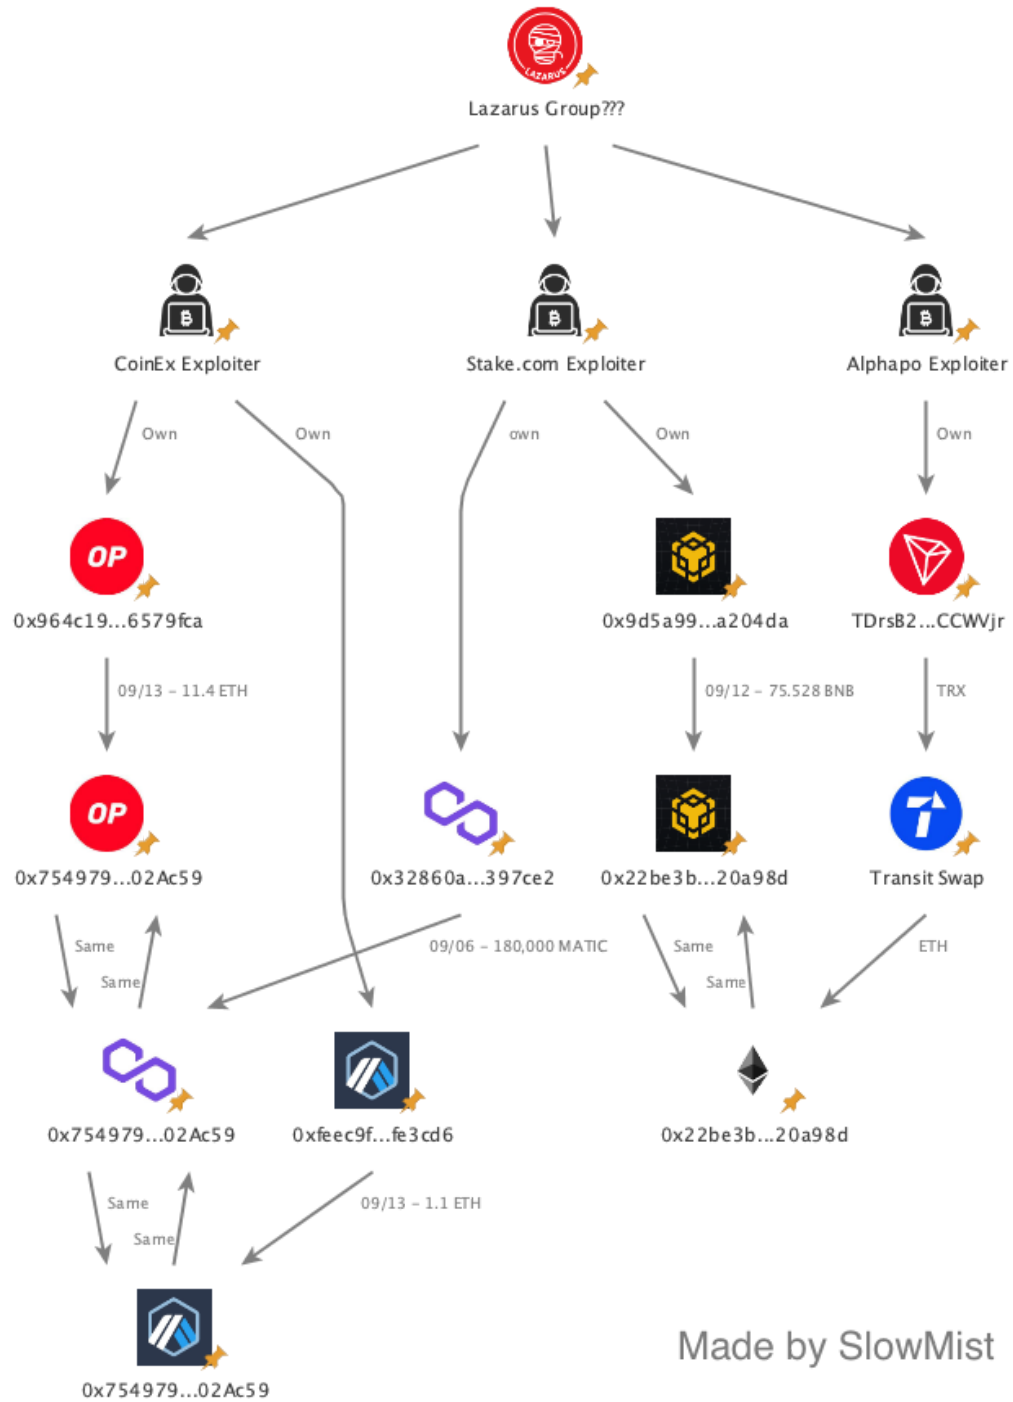 LAZARUS
Lazarus Group???
CoinEx Exploiter
Stake.com Exploiter
Alphapo Exploiter
Own
Own
own
Own
Own
OP
0x964c19...6579fca
0x9d5a99...a204da
TDrsB2...CCWVjr
09/13 – 11.4 ETH
09/12 – 75.528 BNB
TRX
OP
0x754979...02Ac59
0x32860a...397ce2
0x22be3b...20a98d
Transit Swap
Same
Same
09/06 – 180,000 MATIC
Same
Same
ETH
0x754979...02Ac59
0xfeec9f...fe3cd6
0x22be3b...20a98d
Same
Same
09/13 – 1.1 ETH
0x754979...02Ac59
Made by SlowMist